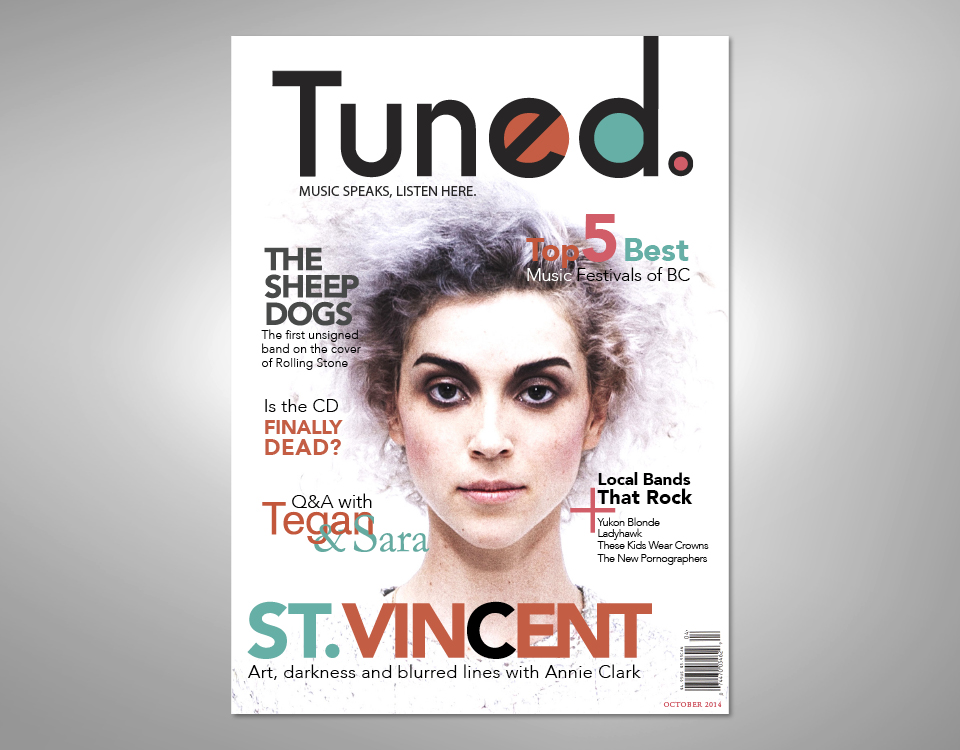 Tuned.
MUSIC SPEAKS, LISTEN HERE.
Top 5 Best
Music Festivals of BC
THE
SHEEP
DOGS
The first unsigned
band on the cover
of Rolling Stone
Is the CD
FINALLY
DEAD?
Q&A with
Tegan
& Sara
+
Local Bands
That Rock
Yukon Blonde
Ladyhawk
These Kids Wear Crowns
The New Pornographers
ST. VINCENT
Art, darkness and blurred lines with Annie Clark
OCTOBER 2014